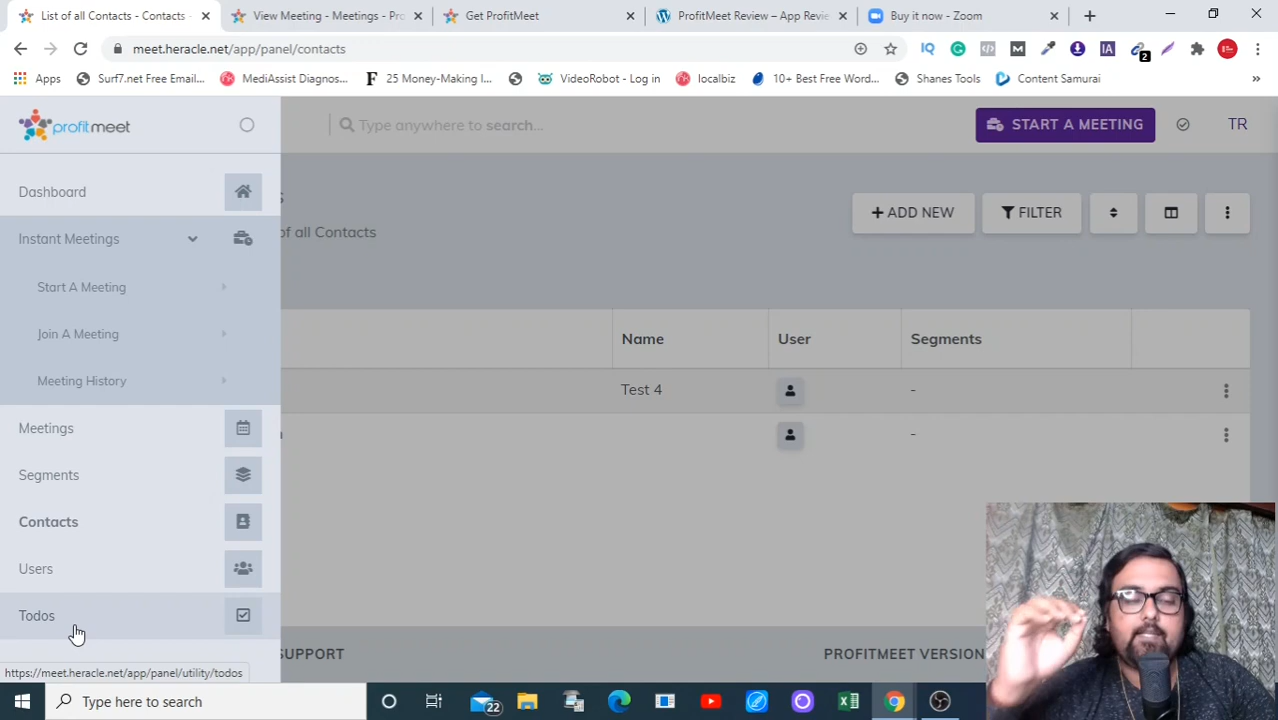 List of all Contacts - Contacts -
View Meeting - Meetings - Pro
Get ProfitMeet
ProfitMeet Review – App Revie
Buy it now - Zoom
meet.heracle.net/app/panel/contacts
IQ
IA
2
Apps
Surf7.net Free Email...
MediAssist Diagnos...
25 Money-Making I...
VideoRobot - Log in
localbiz
10+ Best Free Word...
Shanes Tools
Content Samurai
»
profitmeet
Type anywhere to search...
START A MEETING
TR
Dashboard
Instant Meetings
of all Contacts
+ ADD NEW
FILTER
Start A Meeting
Join A Meeting
Meeting History
Name
User
Segments
Test 4
-
-
Meetings
Segments
Contacts
Users
Todos
SUPPORT
PROFITMEET VERSION
https://meet.heracle.net/app/panel/utility/todos
Type here to search
22